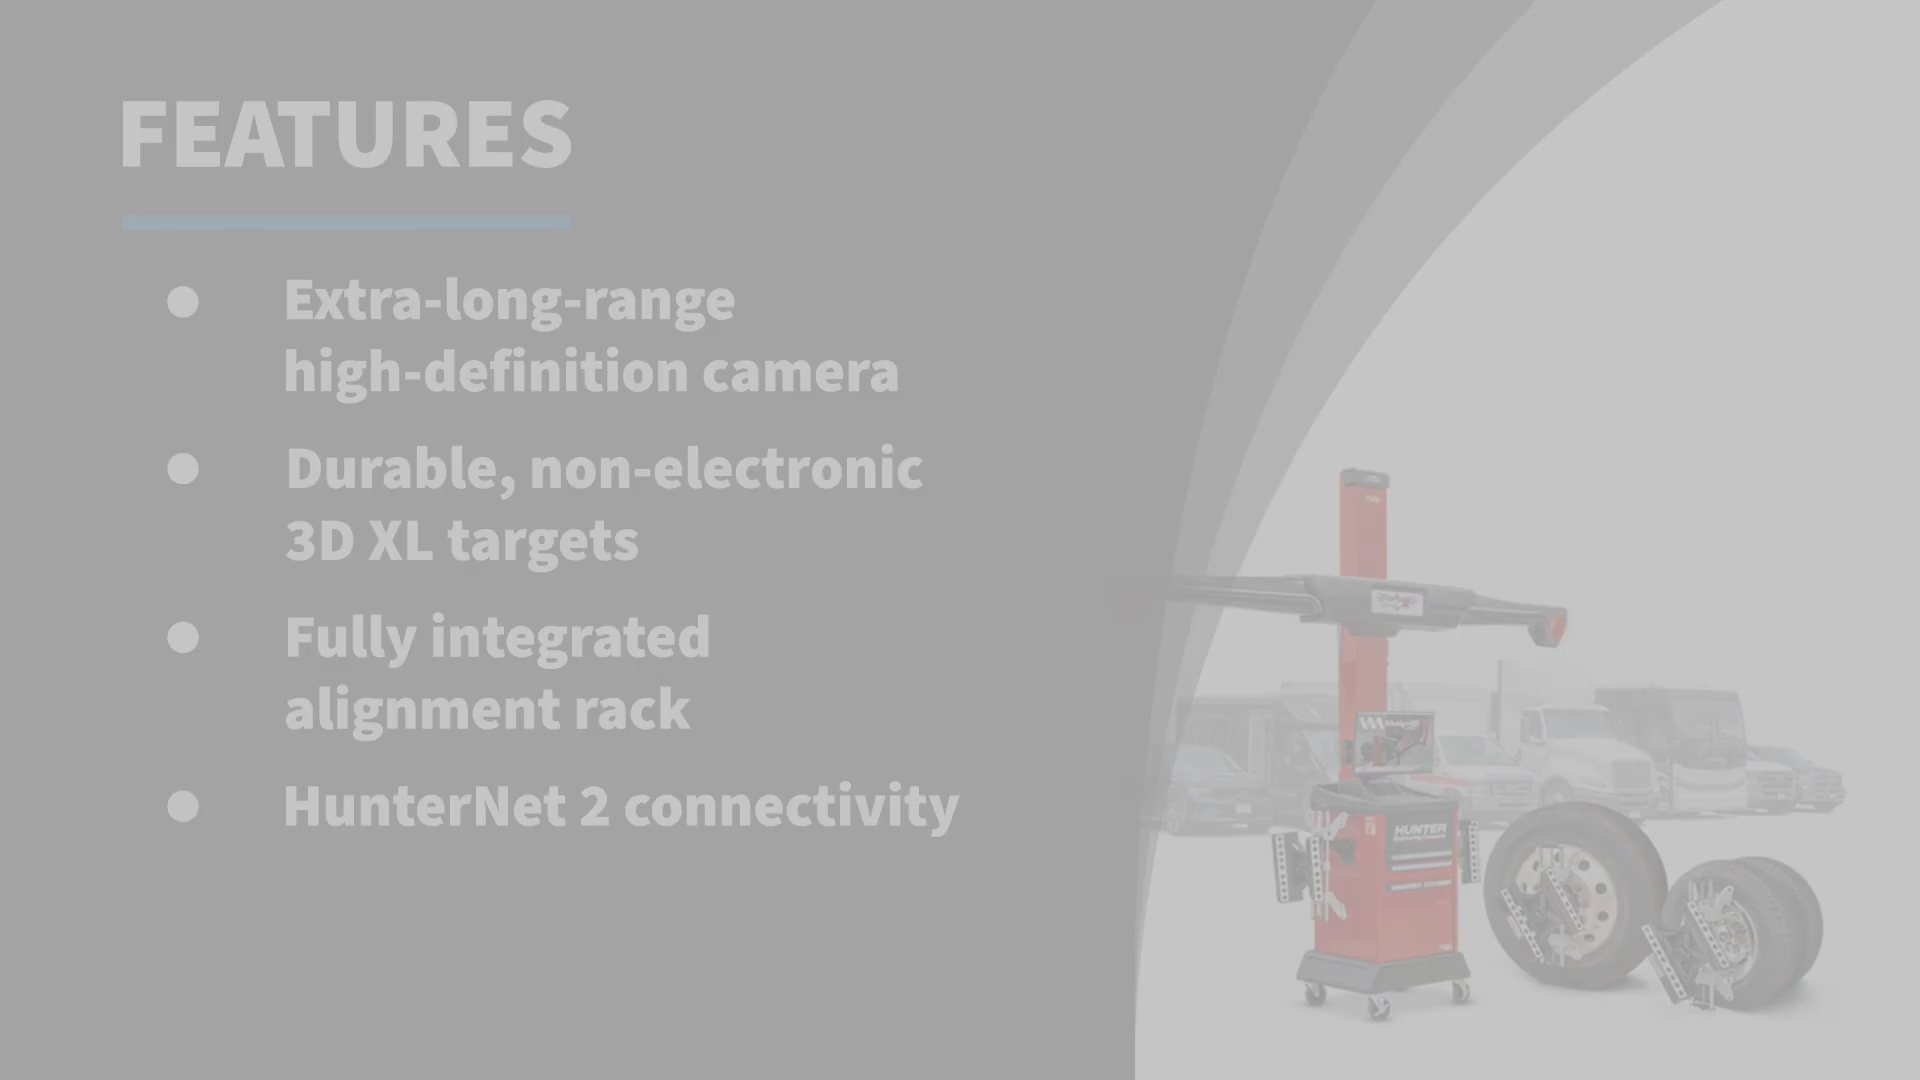 FEATURES
Extra-long-range
high-definition camera
Durable, non-electronic
3D XL targets
Fully integrated
alignment rack
HunterNet 2 connectivity
HUNTER